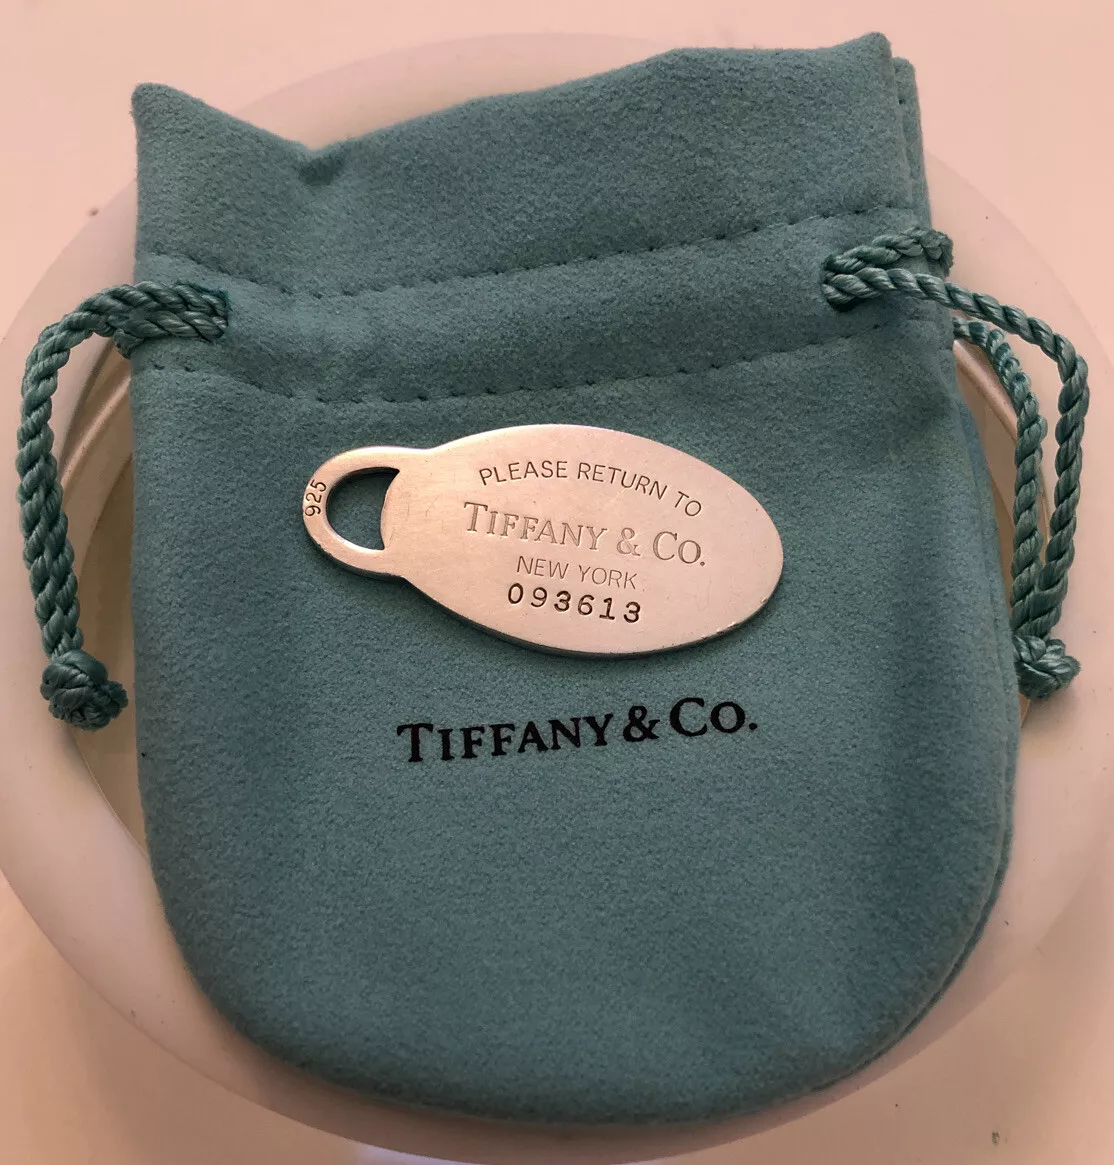 925
PLEASE RETURN TO
TIFFANY & CO.
NEW YORK
093613
TIFFANY & CO.